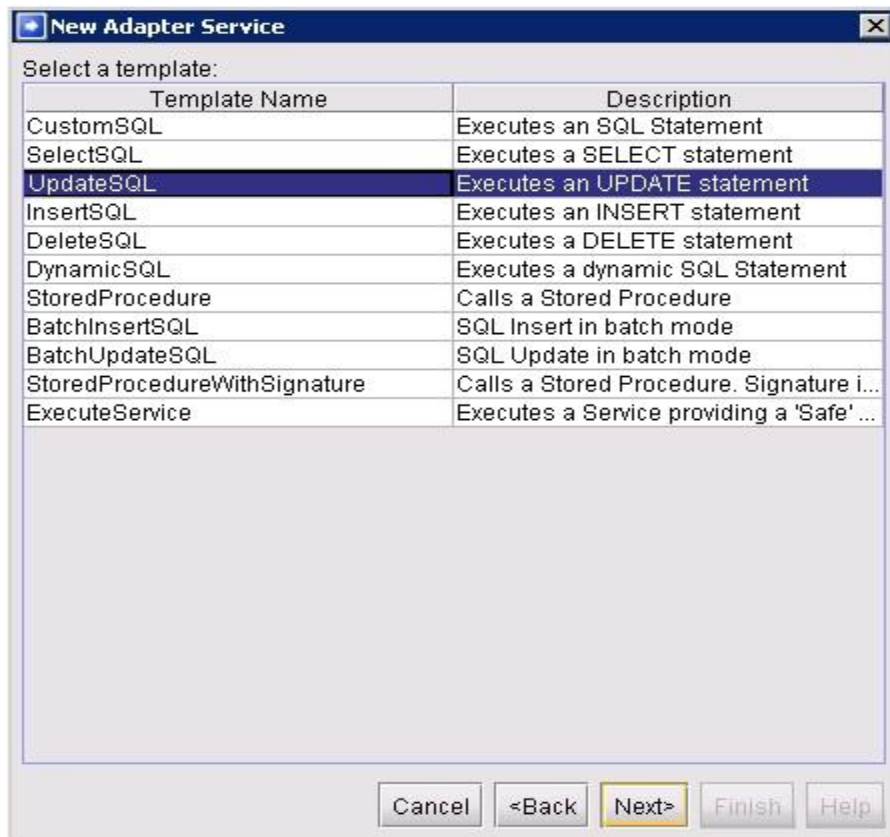 New Adapter Service
Select a template:
Template Name Description
CustomSQL Executes an SQL Statement
SelectSQL Executes a SELECT statement
UpdateSQL Executes an UPDATE statement
InsertSQL Executes an INSERT statement
DeleteSQL Executes a DELETE statement
DynamicSQL Executes a dynamic SQL Statement
StoredProcedure Calls a Stored Procedure
BatchInsertSQL SQL Insert in batch mode
BatchUpdateSQL SQL Update in batch mode
StoredProcedureWithSignature Calls a Stored Procedure. Signature i...
ExecuteService Executes a Service providing a 'Safe' ...
Cancel <Back Next> Finish Help